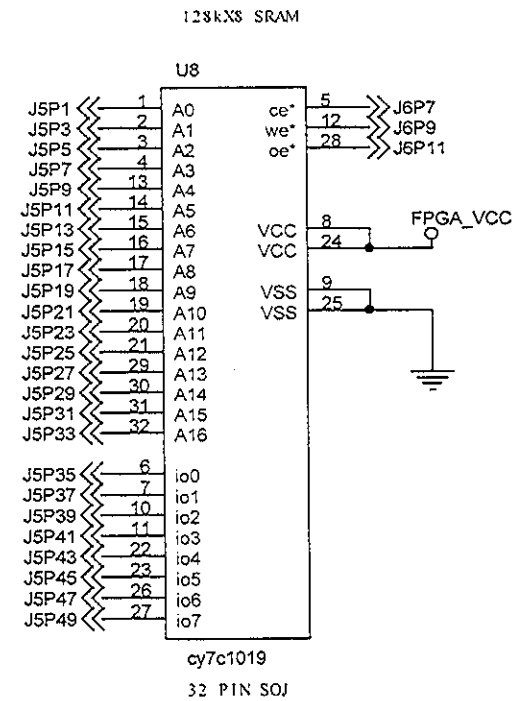 128kX8 SRAM
U8
J5P1 1 A0 ce* 5 J6P7
J5P3 2 A1 we* 12 J6P9
J5P5 3 A2 oe* 28 J6P11
J5P7 4 A3
J5P9 13 A4
J5P11 14 A5
J5P13 15 A6 VCC 8 FPGA_VCC
J5P15 16 A7 VCC 24
J5P17 17 A8
J5P19 18 A9 VSS 9
J5P21 19 A10 VSS 25
J5P23 20 A11
J5P25 21 A12
J5P27 29 A13
J5P29 30 A14
J5P31 31 A15
J5P33 32 A16
J5P35 6 io0
J5P37 7 io1
J5P39 10 io2
J5P41 11 io3
J5P43 22 io4
J5P45 23 io5
J5P47 26 io6
J5P49 27 io7
cy7c1019
32 PIN SOJ